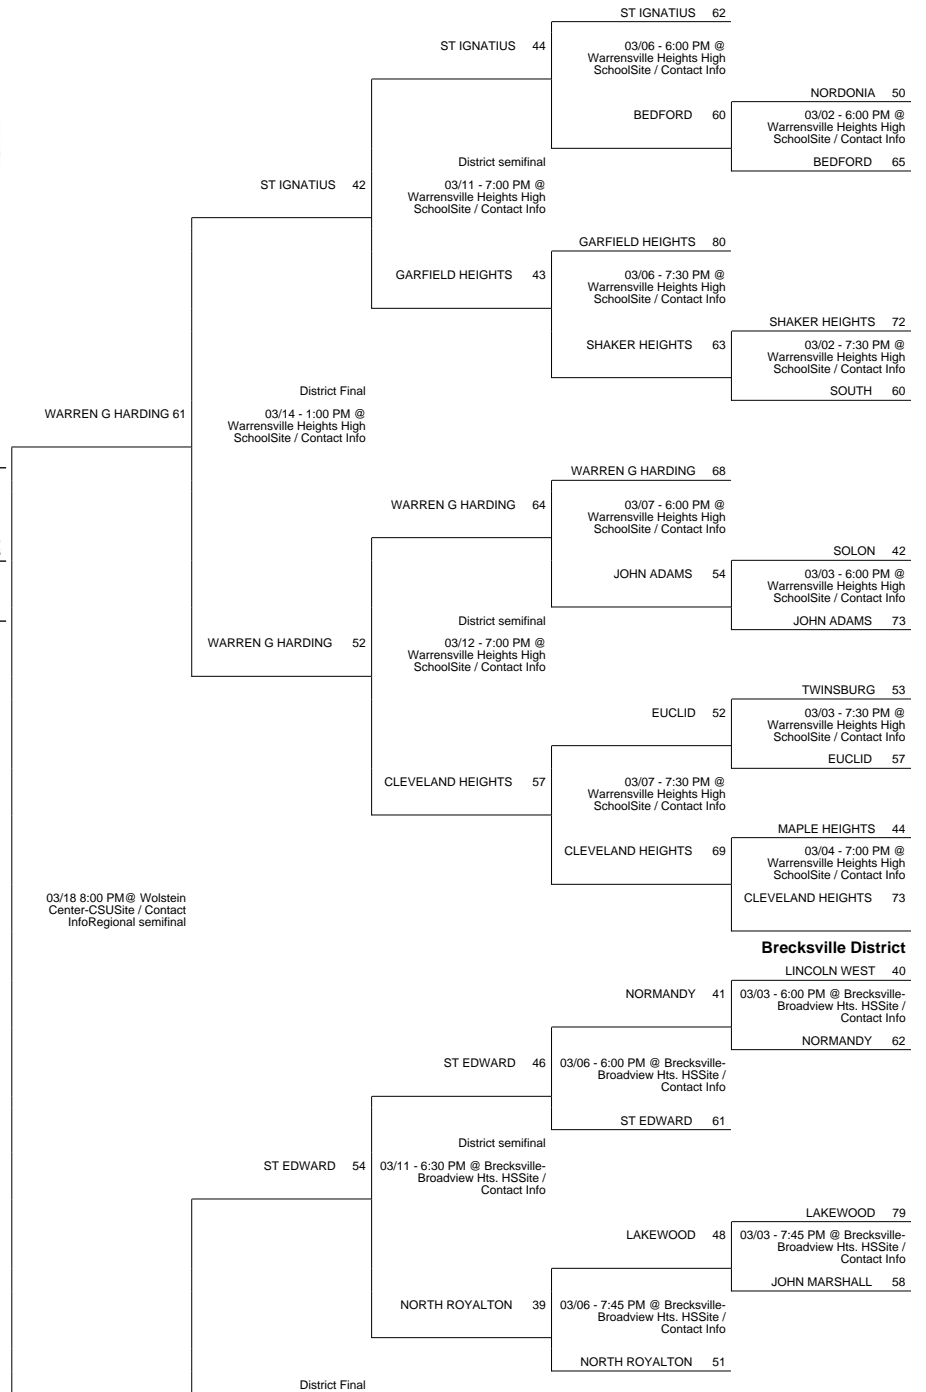 ST IGNATIUS 62
ST IGNATIUS 44
03/06 - 6:00 PM @
Warrensville Heights High
SchoolSite / Contact Info
NORDONIA 50
BEDFORD 60
03/02 - 6:00 PM @
Warrensville Heights High
SchoolSite / Contact Info
BEDFORD 65
District semifinal
ST IGNATIUS 42
03/11 - 7:00 PM @
Warrensville Heights High
SchoolSite / Contact Info
GARFIELD HEIGHTS 80
GARFIELD HEIGHTS 43
03/06 - 7:30 PM @
Warrensville Heights High
SchoolSite / Contact Info
SHAKER HEIGHTS 72
SHAKER HEIGHTS 63
03/02 - 7:30 PM @
Warrensville Heights High
SchoolSite / Contact Info
SOUTH 60
District Final
WARREN G HARDING 61
03/14 - 1:00 PM @
Warrensville Heights High
SchoolSite / Contact Info
WARREN G HARDING 68
WARREN G HARDING 64
03/07 - 6:00 PM @
Warrensville Heights High
SchoolSite / Contact Info
SOLON 42
JOHN ADAMS 54
03/03 - 6:00 PM @
Warrensville Heights High
SchoolSite / Contact Info
JOHN ADAMS 73
District semifinal
WARREN G HARDING 52
03/12 - 7:00 PM @
Warrensville Heights High
SchoolSite / Contact Info
TWINSBURG 53
EUCLID 52
03/03 - 7:30 PM @
Warrensville Heights High
SchoolSite / Contact Info
EUCLID 57
CLEVELAND HEIGHTS 57
03/07 - 7:30 PM @
Warrensville Heights High
SchoolSite / Contact Info
MAPLE HEIGHTS 44
CLEVELAND HEIGHTS 69
03/04 - 7:00 PM @
Warrensville Heights High
SchoolSite / Contact Info
CLEVELAND HEIGHTS 73
03/18 8:00 PM@ Wolstein
Center-CSUSite / Contact
InfoRegional semifinal
Brecksville District
LINCOLN WEST 40
NORMANDY 41
03/03 - 6:00 PM @ Brecksville-
Broadview Hts. HSSite /
Contact Info
NORMANDY 62
ST EDWARD 46
03/06 - 6:00 PM @ Brecksville-
Broadview Hts. HSSite /
Contact Info
ST EDWARD 61
District semifinal
ST EDWARD 54
03/11 - 6:30 PM @ Brecksville-
Broadview Hts. HSSite /
Contact Info
LAKEWOOD 79
LAKEWOOD 48
03/03 - 7:45 PM @ Brecksville-
Broadview Hts. HSSite /
Contact Info
JOHN MARSHALL 58
NORTH ROYALTON 39
03/06 - 7:45 PM @ Brecksville-
Broadview Hts. HSSite /
Contact Info
NORTH ROYALTON 51
District Final